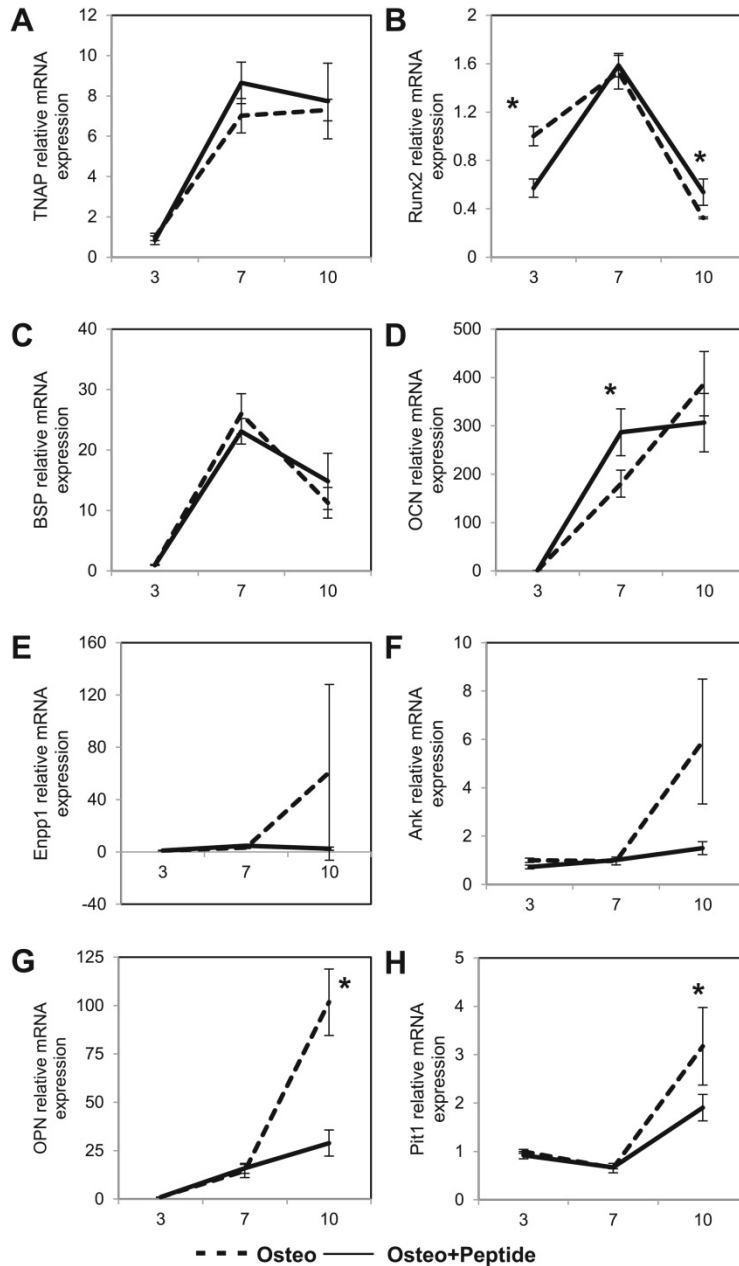 A
TNAP relative mRNA
expression
12
10
8
6
4
2
0
3 7 10
B
Runx2 relative mRNA
expression
2
1.6
1.2
0.8
0.4
0
*
*
3 7 10
C
BSP relative mRNA
expression
40
30
20
10
0
3 7 10
D
OCN relative mRNA
expression
500
400
300
200
100
0
*
3 7 10
E
Enpp1 relative mRNA
expression
160
120
80
40
0
-40
3 7 10
F
Ank relative mRNA
expression
10
8
6
4
2
0
3 7 10
G
OPN relative mRNA
expression
125
100
75
50
25
0
*
3 7 10
H
Pit1 relative mRNA
expression
5
4
3
2
1
0
*
3 7 10
Osteo Osteo+Peptide